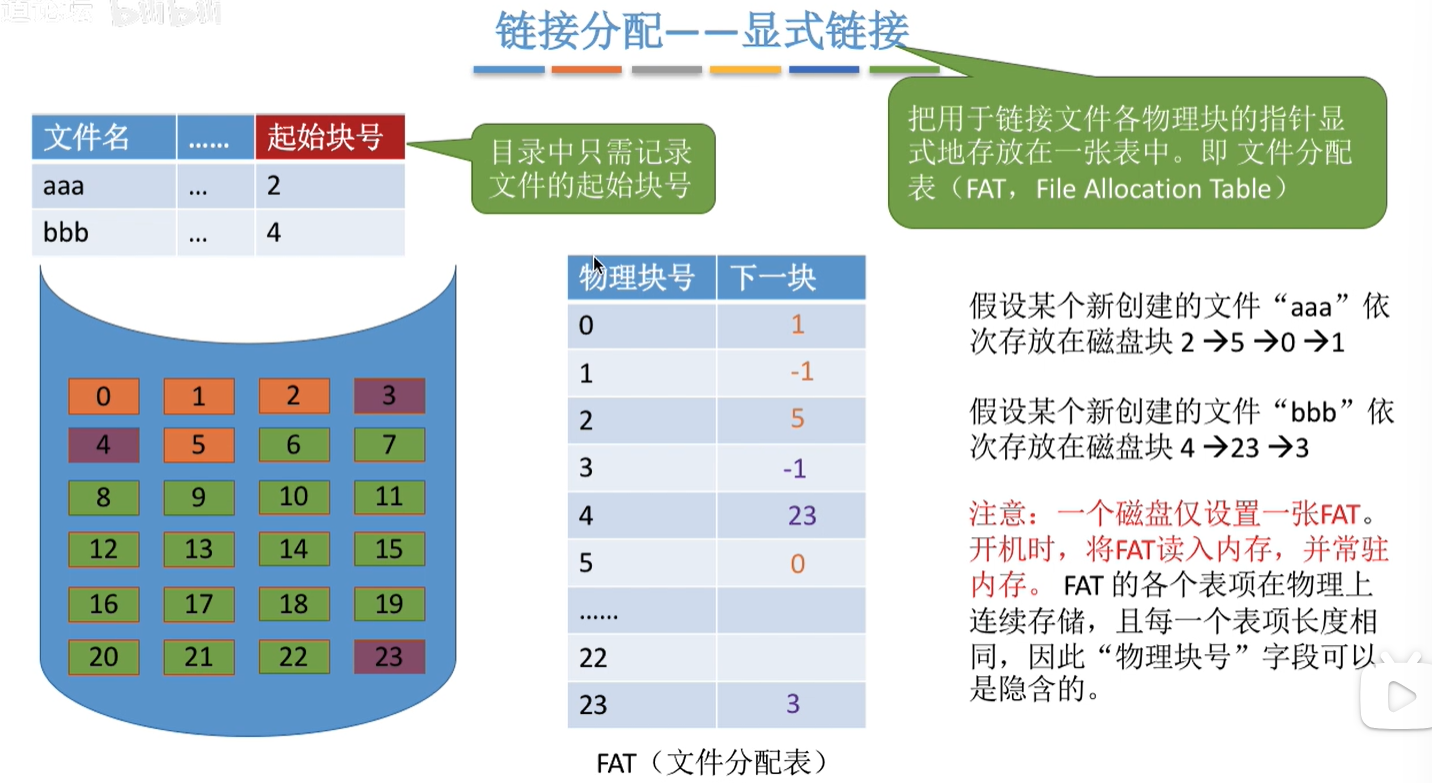 链接分配——显式链接
把用于链接文件各物理块的指针显
式地存放在一张表中。即 文件分配
表（FAT，File Allocation Table）
文件名 …… 起始块号
aaa … 2
bbb … 4
目录中只需记录
文件的起始块号
0 1 2 3
4 5 6 7
8 9 10 11
12 13 14 15
16 17 18 19
20 21 22 23
物理块号 下一块
0 1
1 -1
2 5
3 -1
4 23
5 0
……
22
23 3
FAT（文件分配表）
假设某个新创建的文件“aaa”依
次存放在磁盘块 2→5→0→1
假设某个新创建的文件“bbb”依
次存放在磁盘块 4→23→3
注意：一个磁盘仅设置一张FAT。
开机时，将FAT读入内存，并常驻
内存。 FAT 的各个表项在物理上
连续存储，且每一个表项长度相
同，因此“物理块号”字段可以
是隐含的。